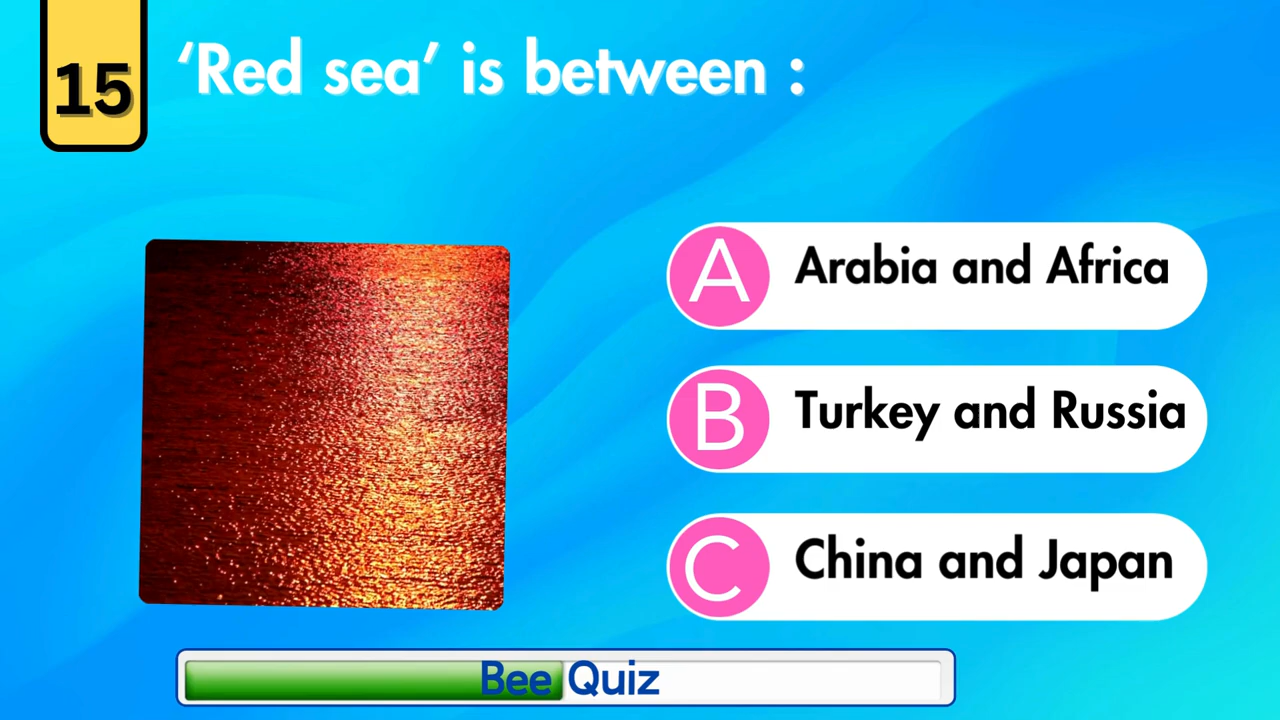 15
‘Red sea’ is between :
A Arabia and Africa
B Turkey and Russia
C China and Japan
Bee Quiz